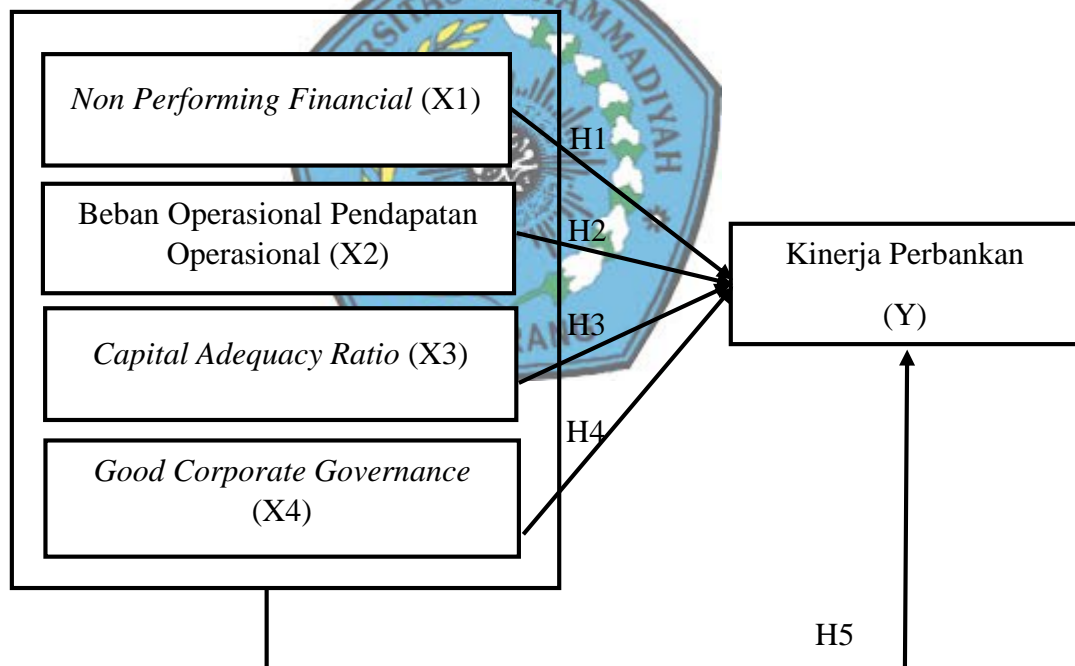 Non Performing Financial (X1)
Beban Operasional Pendapatan
Operasional (X2)
Capital Adequacy Ratio (X3)
Good Corporate Governance
(X4)
H1
H2
H3
H4
Kinerja Perbankan
(Y)
H5